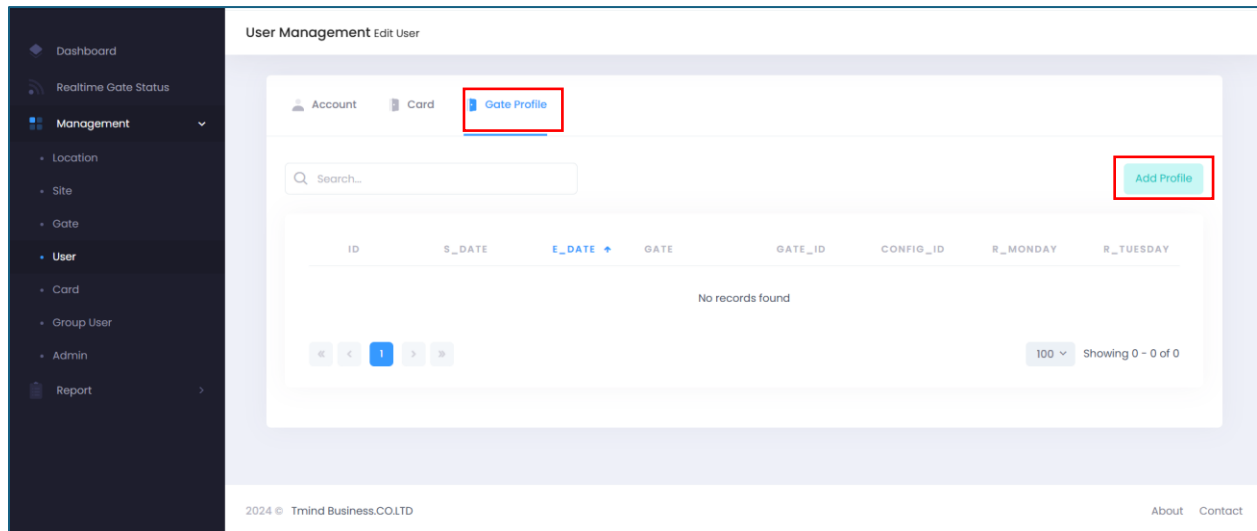 User Management Edit User
Dashboard
Realtime Gate Status
Management
Location
Site
Gate
User
Card
Group User
Admin
Report
Account Card Gate Profile
Search...
Add Profile
ID S_DATE E_DATE GATE GATE_ID CONFIG_ID R_MONDAY R_TUESDAY
No records found
1
100 Showing 0 - 0 of 0
2024 © Tmind Business.CO.LTD
About Contact